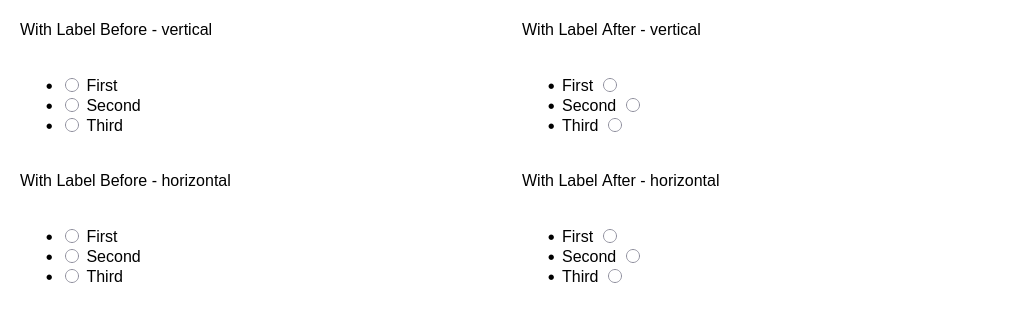 With Label Before - vertical
• First
• Second
• Third
With Label After - vertical
• First
• Second
• Third
With Label Before - horizontal
• First
• Second
• Third
With Label After - horizontal
• First
• Second
• Third